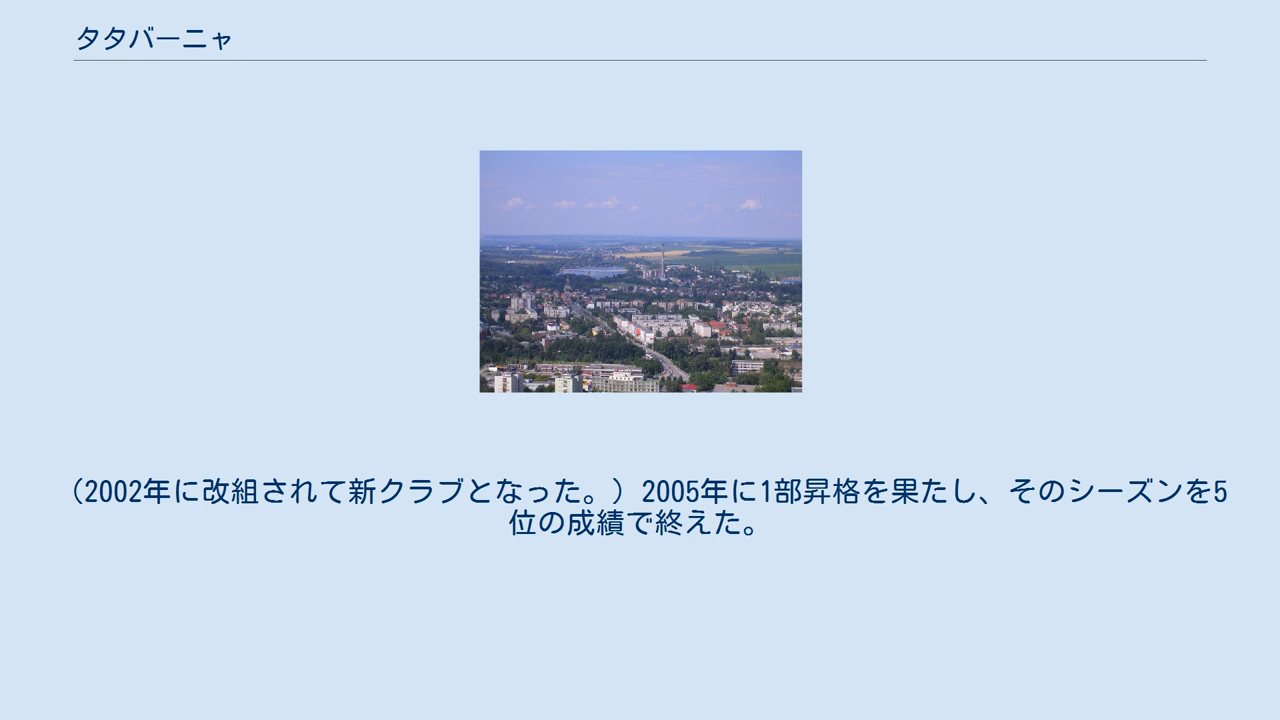 タタバーニャ
（2002年に改組されて新クラブとなった。）2005年に1部昇格を果たし、そのシーズンを5
位の成績で終えた。